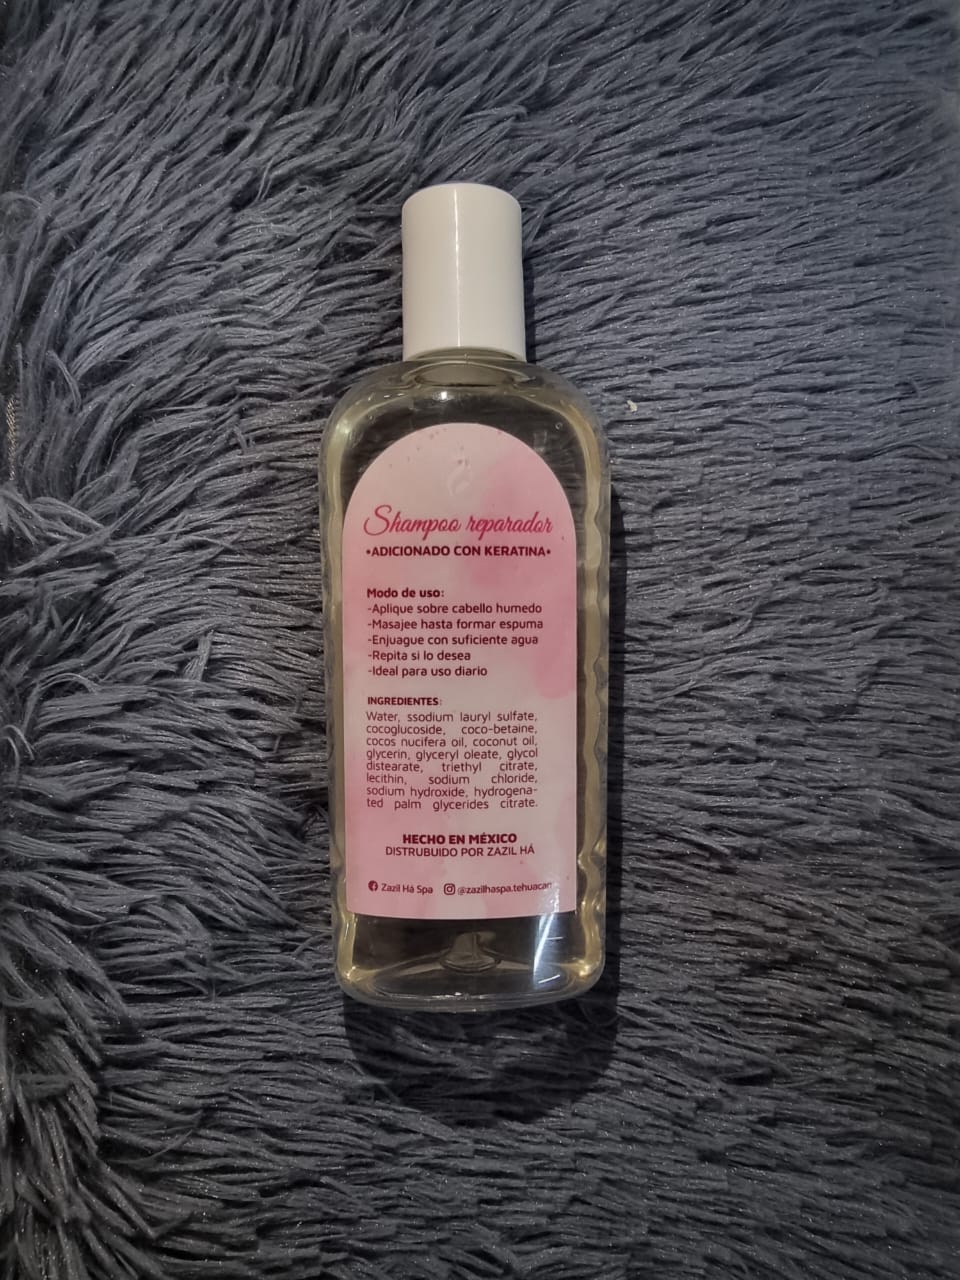 Shampoo reparador
•ADICIONADO CON KERATINA•
Modo de uso:
-Aplique sobre cabello humedo
-Masajee hasta formar espuma
-Enjuague con suficiente agua
-Repita si lo desea
-Ideal para uso diario
INGREDIENTES:
Water, ssodium lauryl sulfate,
cocoglucoside, coco-betaine,
cocos nucifera oil, coconut oil,
glycerin, glyceryl oleate, glycol
distearate, triethyl citrate,
lecithin, sodium chloride,
sodium hydroxide, hydrogena-
ted palm glycerides citrate.
HECHO EN MÉXICO
DISTRUBUIDO POR ZAZIL HÁ
Zazil Há Spa @zazilhaspa.tehuacan